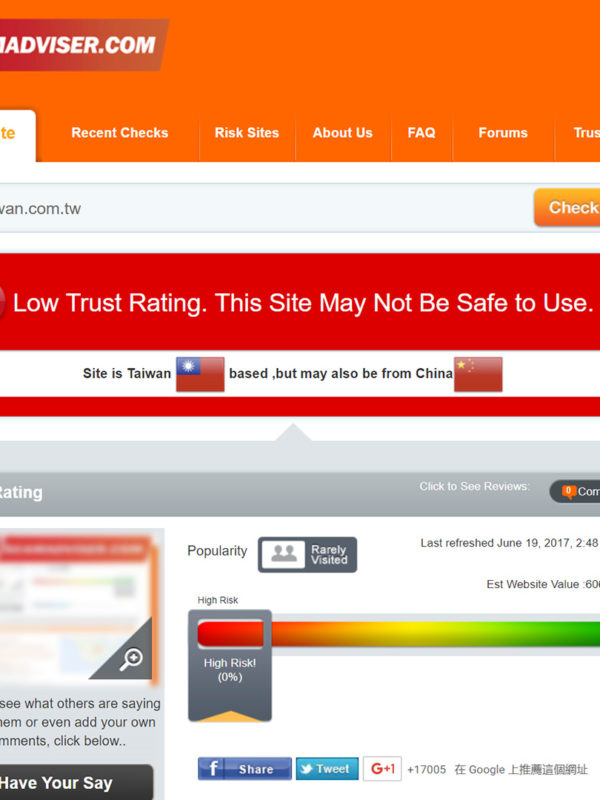 MADVISER.COM
te
Recent Checks
Risk Sites
About Us
FAQ
Forums
Trus
wan.com.tw
Check
Low Trust Rating. This Site May Not Be Safe to Use.
Site is Taiwan based ,but may also be from China
Rating
Click to See Reviews:
0 Com
Popularity
Rarely
Visited
Last refreshed June 19, 2017, 2:48
Est Website Value :60
High Risk
High Risk!
(0%)
see what others are saying
hem or even add your own
mments, click below..
Have Your Say
f Share
Tweet
G+1
+17005 在 Google 上推薦這個網址